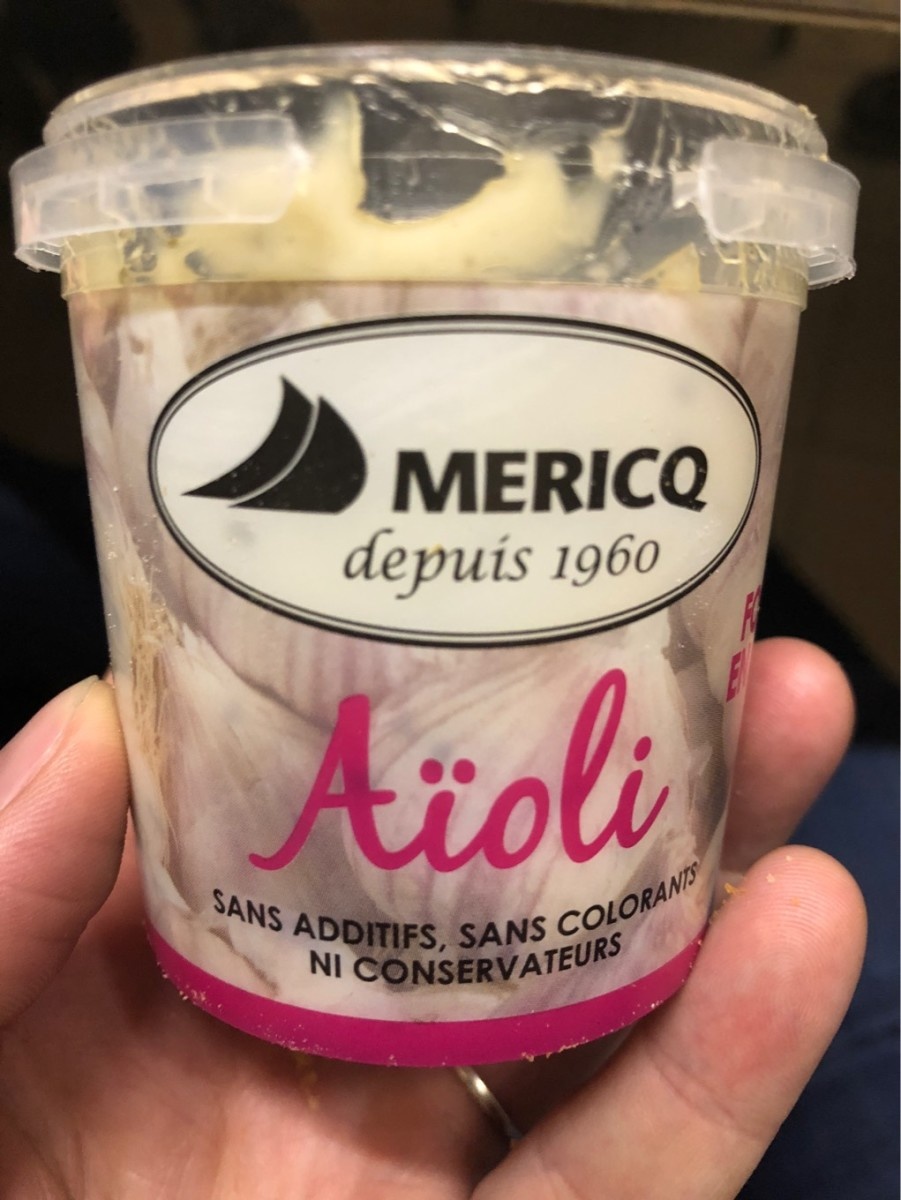 MERICQ
depuis 1960
Aïoli
SANS ADDITIFS, SANS COLORANTS
NI CONSERVATEURS